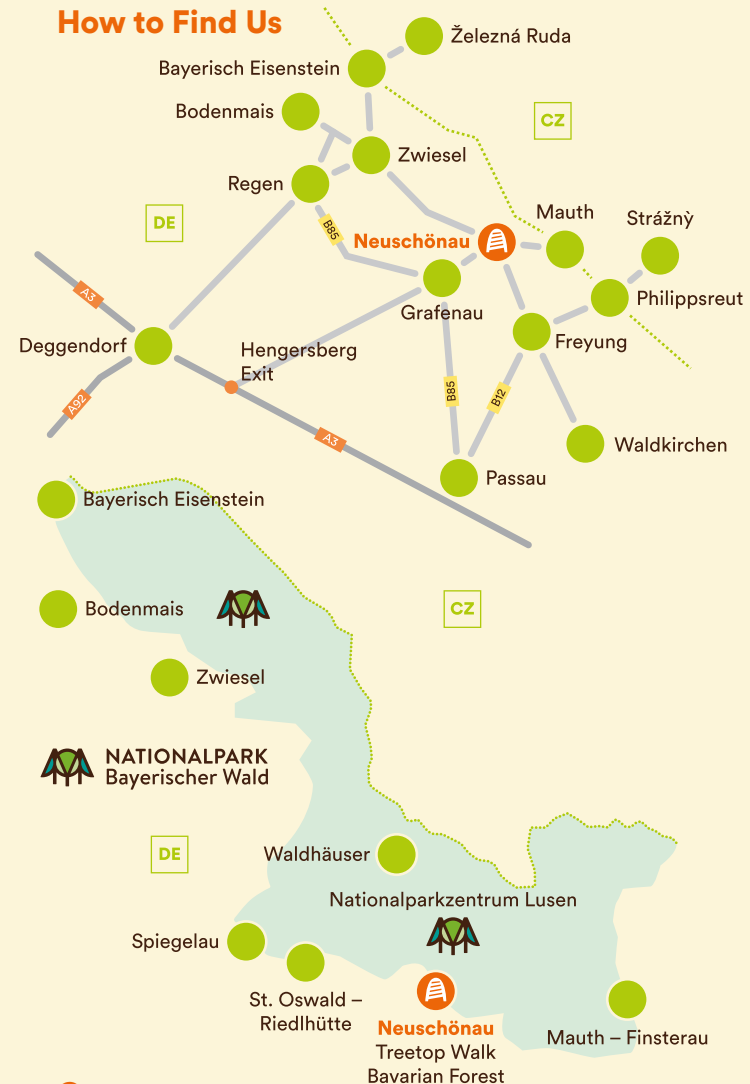 How to Find Us
Železná Ruda
Bayerisch Eisenstein
Bodenmais
CZ
Zwiesel
Regen
DE
Mauth
Strážnỳ
B85
Neuschönau
A3
Philippsreut
Grafenau
Deggendorf
Freyung
Hengersberg
Exit
B85
B12
A92
A3
Waldkirchen
Passau
Bayerisch Eisenstein
Bodenmais
CZ
Zwiesel
NATIONALPARK
Bayerischer Wald
DE
Waldhäuser
Nationalparkzentrum Lusen
Spiegelau
St. Oswald –
Riedlhütte
Neuschönau
Treetop Walk
Bavarian Forest
Mauth – Finsterau